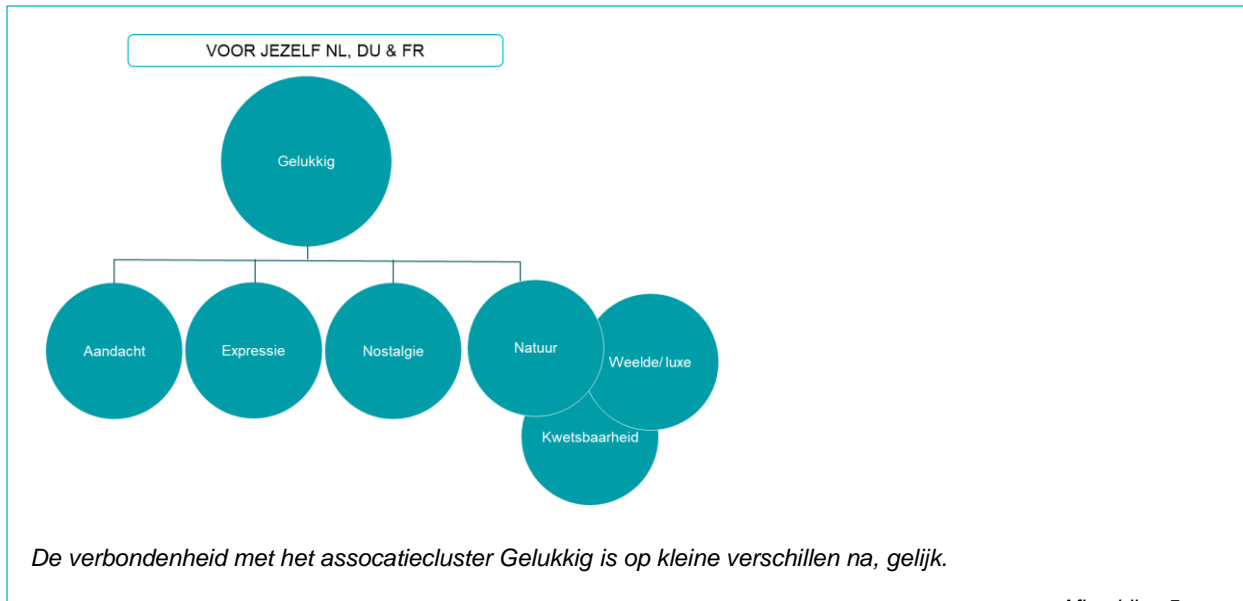 VOOR JEZELF NL, DU & FR
Gelukkig
Aandacht
Expressie
Nostalgie
Natuur
Weelde/ luxe
Kwetsbaarheid
De verbondenheid met het assocatiecluster Gelukkig is op kleine verschillen na, gelijk.